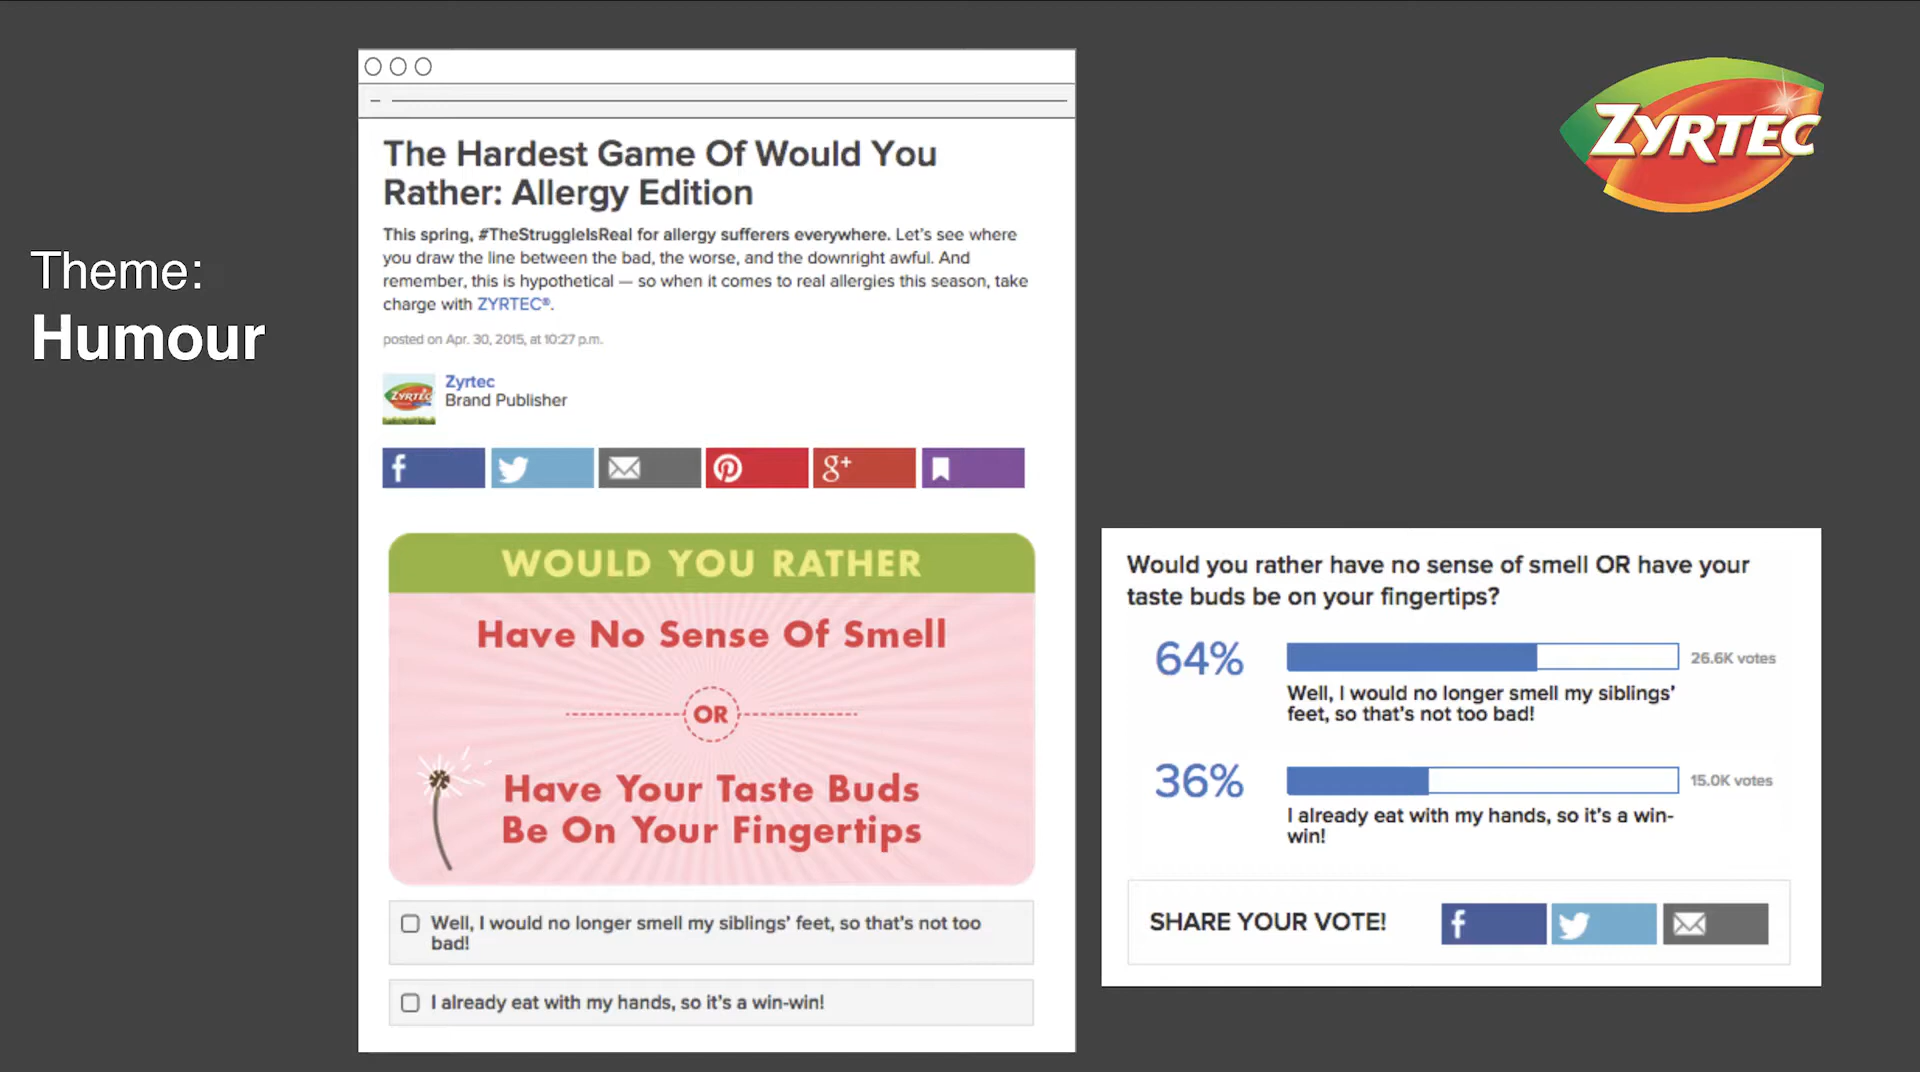 Theme:
Humour
The Hardest Game Of Would You
Rather: Allergy Edition
This spring, #TheStruggleIsReal for allergy sufferers everywhere. Let's see where
you draw the line between the bad, the worse, and the downright awful. And
remember, this is hypothetical — so when it comes to real allergies this season, take
charge with ZYRTEC®.
posted on Apr. 30, 2015, at 10:27 p.m.
ZYRTEC
Zyrtec
Brand Publisher
WOULD YOU RATHER
Have No Sense Of Smell
OR
Have Your Taste Buds
Be On Your Fingertips
Well, I would no longer smell my siblings' feet, so that's not too
bad!
I already eat with my hands, so it's a win-win!
ZYRTEC
Would you rather have no sense of smell OR have your
taste buds be on your fingertips?
64%
26.6K votes
Well, I would no longer smell my siblings'
feet, so that's not too bad!
36%
15.0K votes
I already eat with my hands, so it's a win-
win!
SHARE YOUR VOTE!